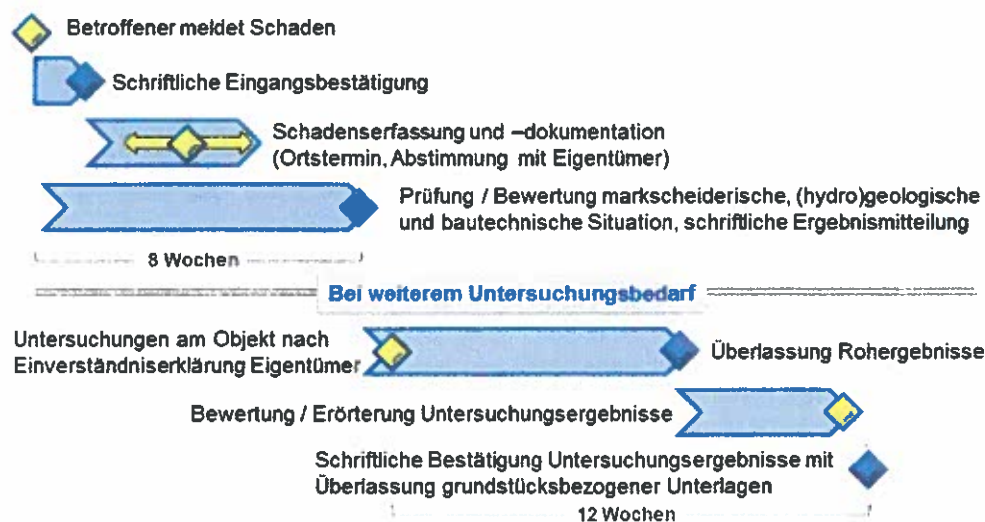 Betroffener meldet Schaden
Schriftliche Eingangsbestätigung
Schadenserfassung und –dokumentation
(Ortstermin, Abstimmung mit Eigentümer)
Prüfung / Bewertung markscheiderische, (hydro)geologische
und bautechnische Situation, schriftliche Ergebnismitteilung
8 Wochen
Bei weiterem Untersuchungsbedarf
Untersuchungen am Objekt nach
Einverständniserklärung Eigentümer
Überlassung Rohergebnisse
Bewertung / Erörterung Untersuchungsergebnisse
Schriftliche Bestätigung Untersuchungsergebnisse mit
Überlassung grundstücksbezogener Unterlagen
12 Wochen